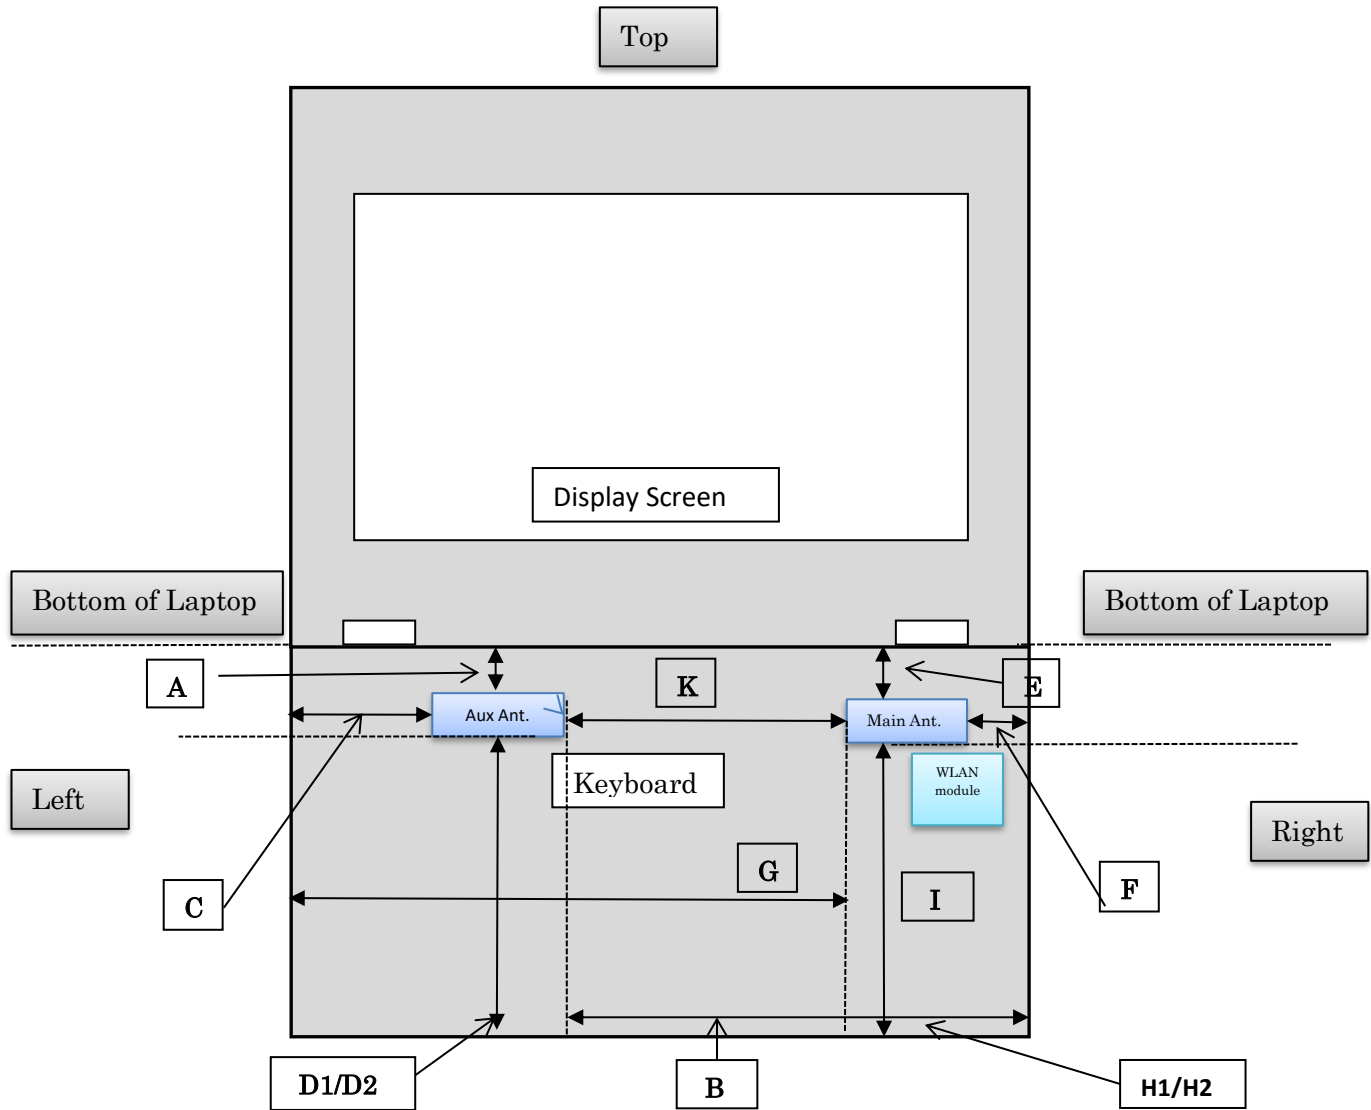 Top
Display Screen
Bottom of Laptop
Bottom of Laptop
A
K
E
Aux Ant.
Main Ant.
Keyboard
WLAN
module
Left
Right
G
C
I
F
D1/D2
B
H1/H2